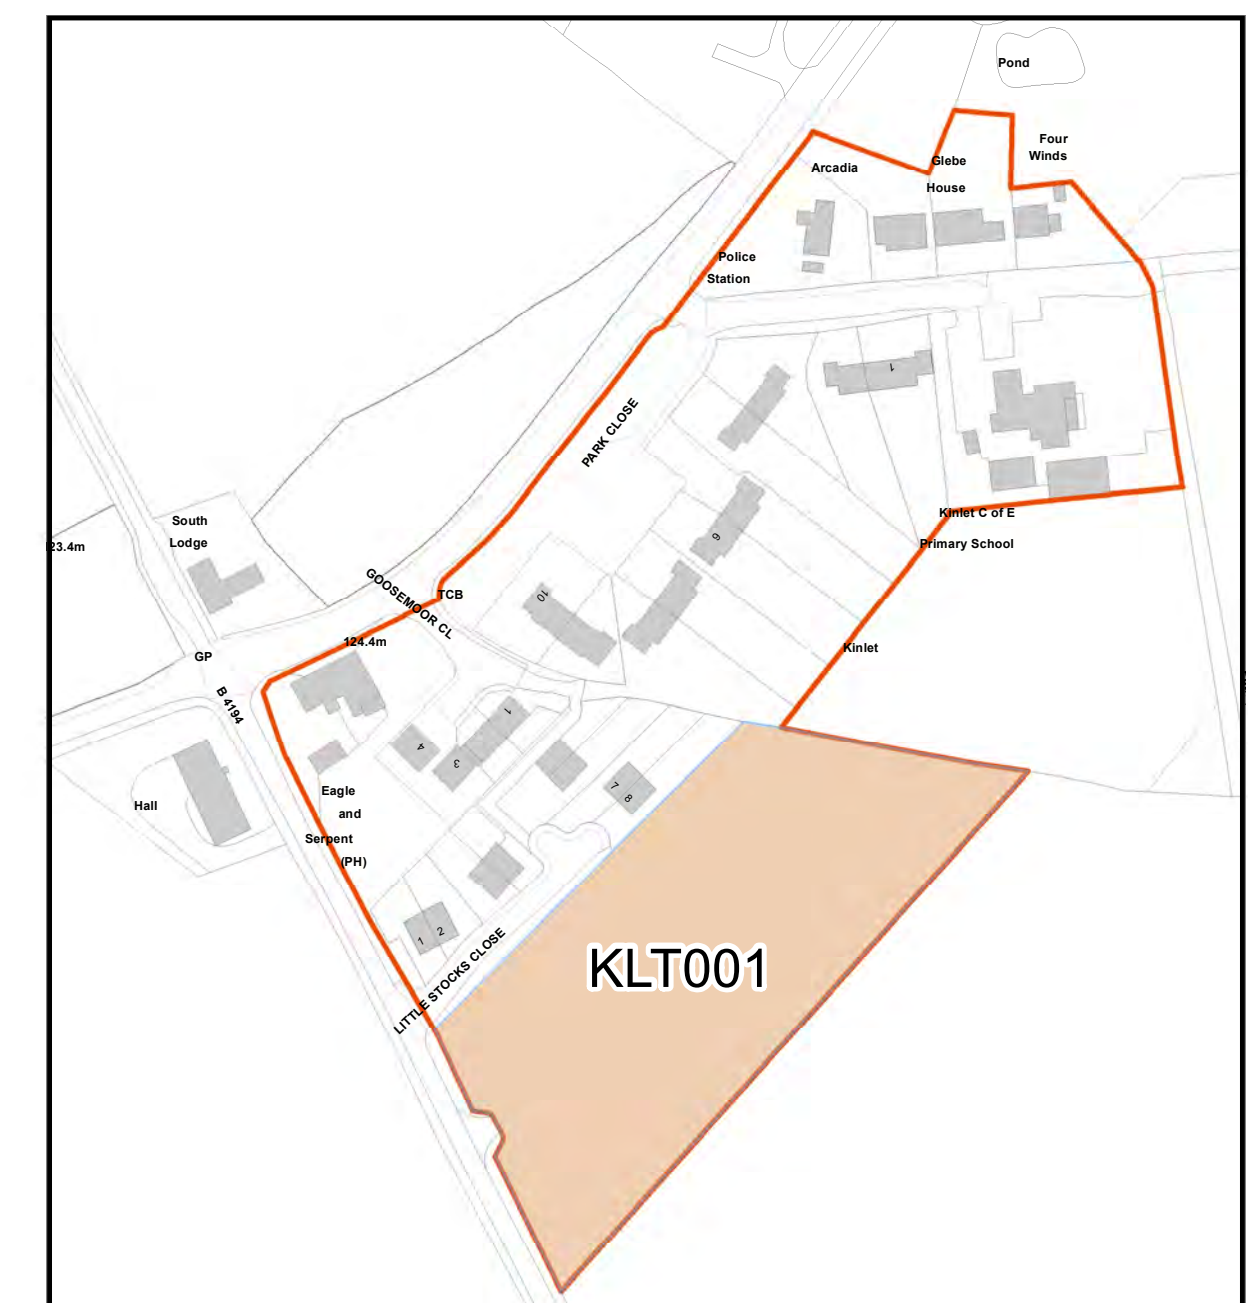 Pond
Four
Winds
Arcadia
Glebe
House
Police
Station
1
PARK CLOSE
South
Lodge
23.4m
Kinlet C of E
Primary School
9
GOOSEMOOR CL
TCB
10
124.4m
Kinlet
GP
B 4194
1
4
3
Eagle
and
Serpent
(PH)
Hall
7
8
1
2
LITTLE STOCKS CLOSE
KLT001